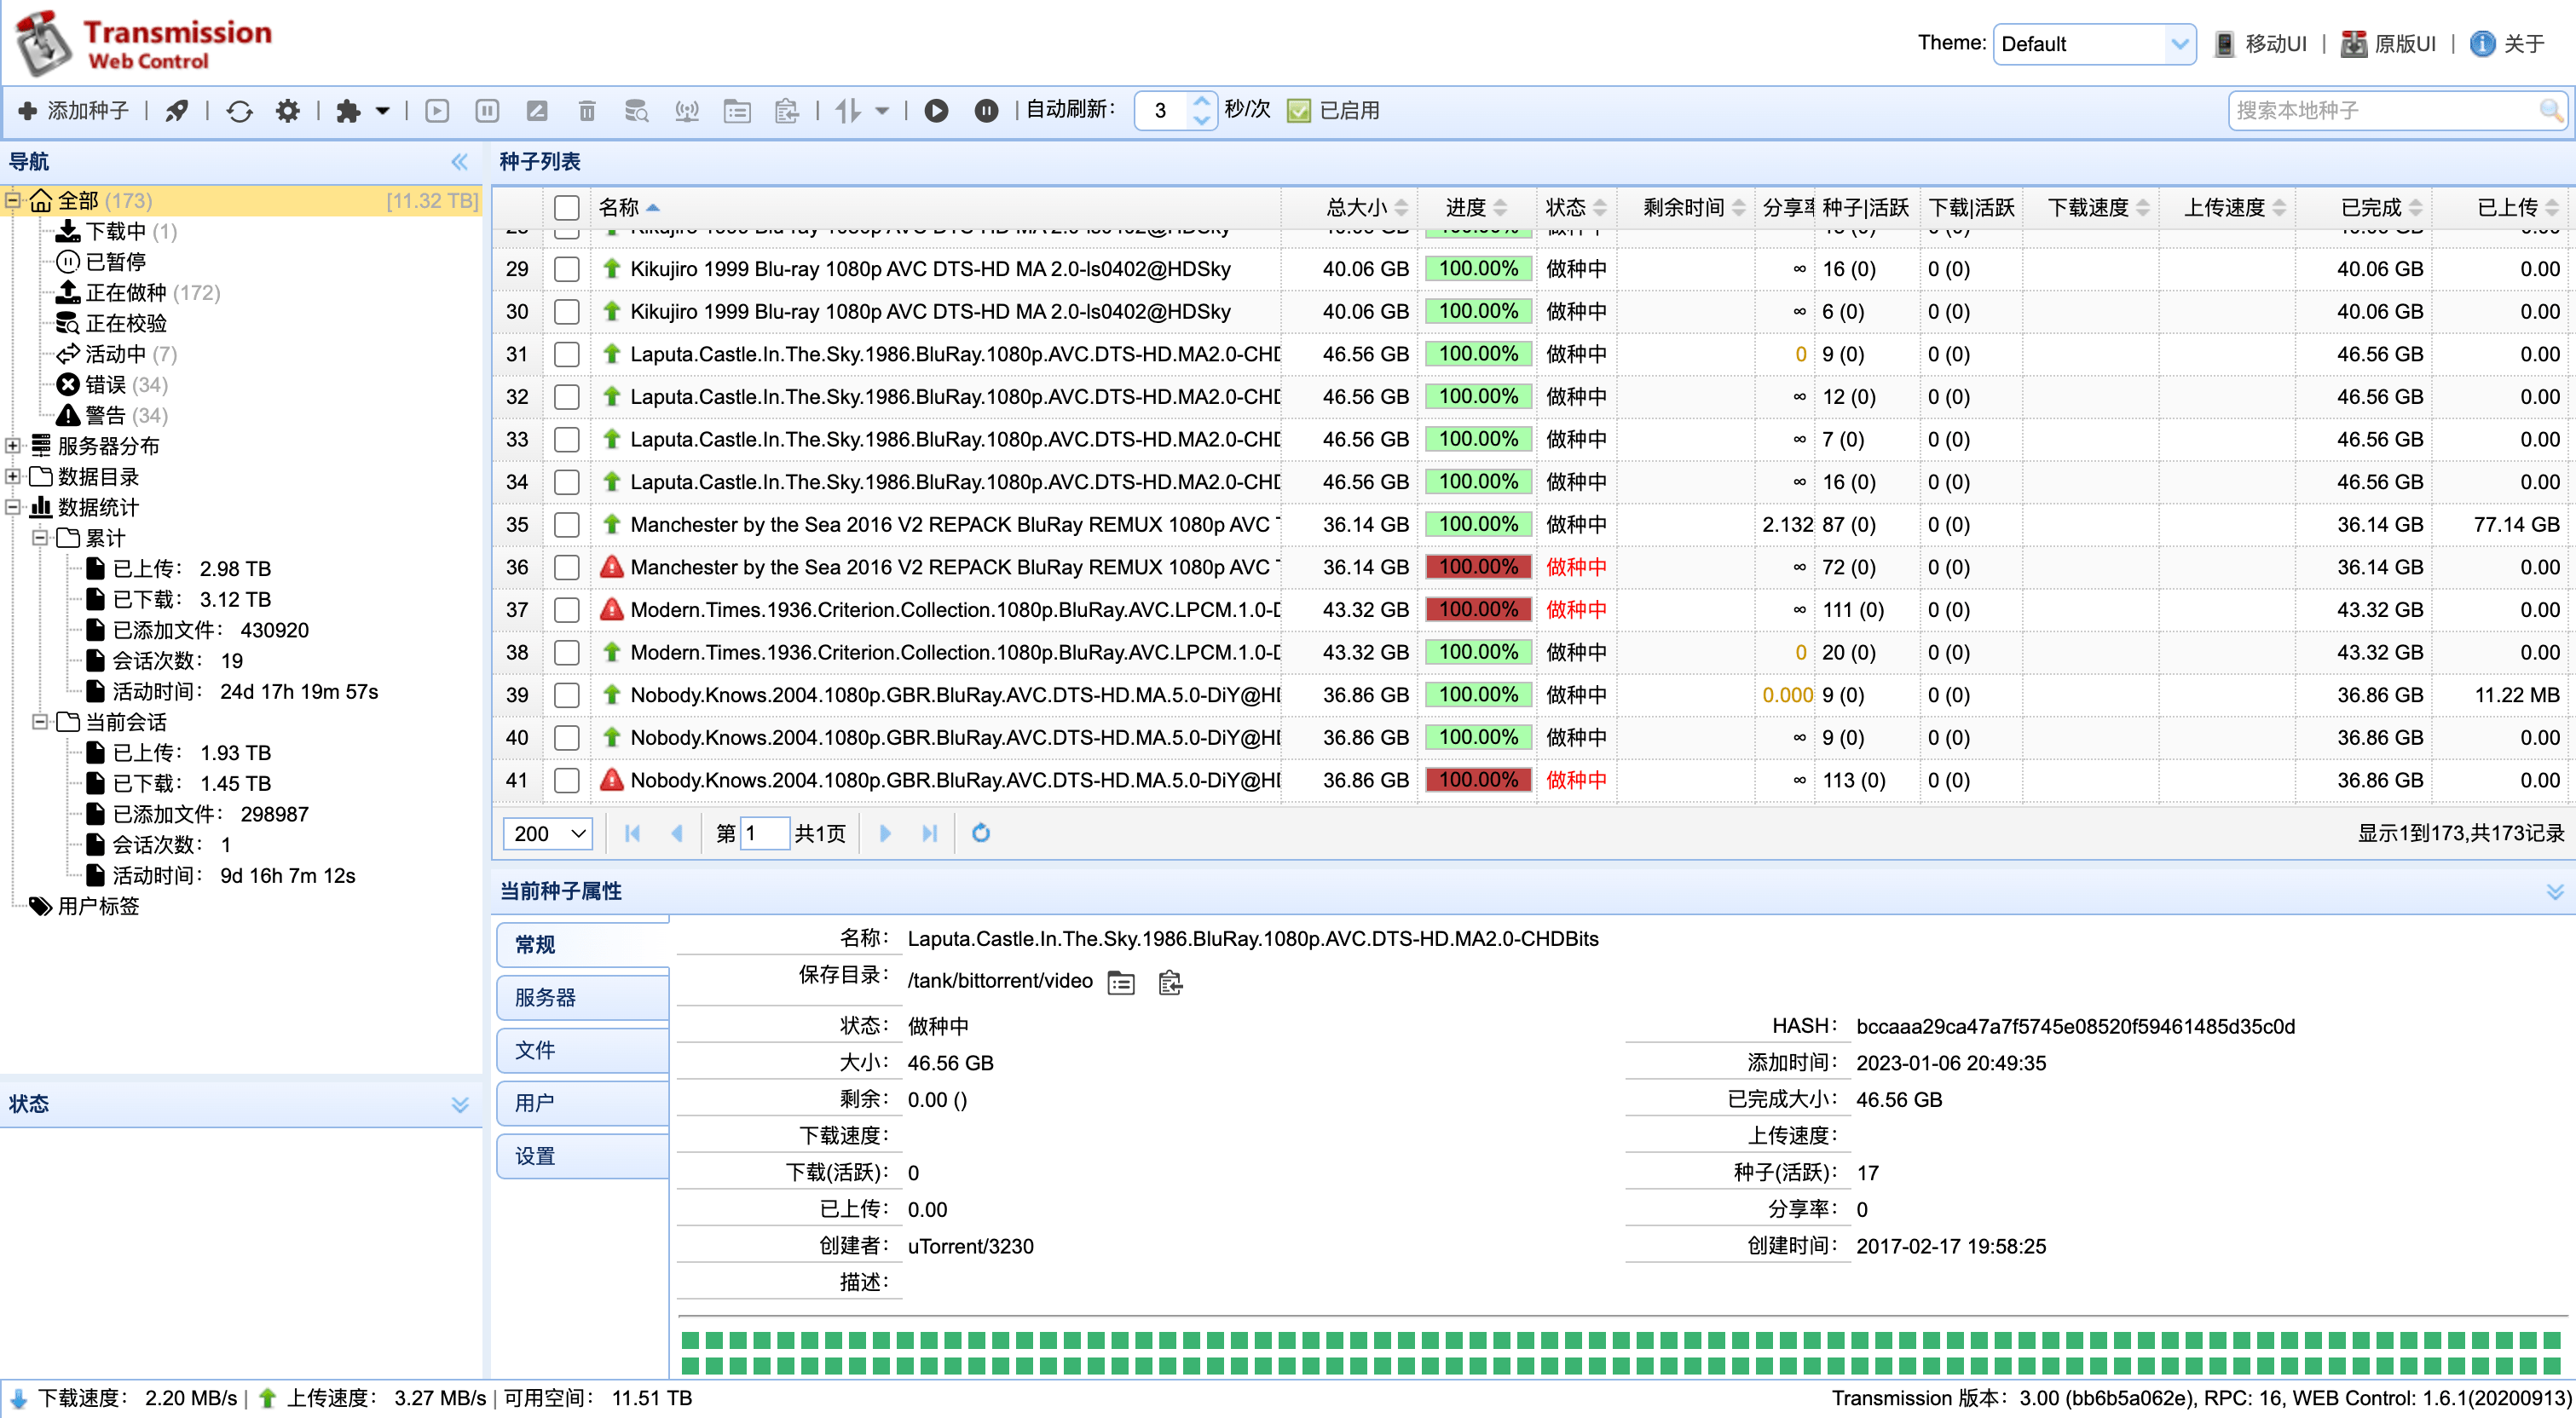 Transmission
Web Control
Theme: Default 移动UI | 原版UI | 关于
添加种子 | | | | | 自动刷新： 3 秒/次 已启用 搜索本地种子
导航
全部 (173) [11.32 TB]
下载中 (1)
已暂停
正在做种 (172)
正在校验
活动中 (7)
错误 (34)
警告 (34)
服务器分布
数据目录
数据统计
累计
已上传： 2.98 TB
已下载： 3.12 TB
已添加文件： 430920
会话次数： 19
活动时间： 24d 17h 19m 57s
当前会话
已上传： 1.93 TB
已下载： 1.45 TB
已添加文件： 298987
会话次数： 1
活动时间： 9d 16h 7m 12s
用户标签
状态
种子列表
名称 总大小 进度 状态 剩余时间 分享率 种子|活跃 下载|活跃 下载速度 上传速度 已完成 已上传
29 Kikujiro 1999 Blu-ray 1080p AVC DTS-HD MA 2.0-ls0402@HDSky 40.06 GB 100.00% 做种中 ∞ 16 (0) 0 (0) 40.06 GB 0.00
30 Kikujiro 1999 Blu-ray 1080p AVC DTS-HD MA 2.0-ls0402@HDSky 40.06 GB 100.00% 做种中 ∞ 6 (0) 0 (0) 40.06 GB 0.00
31 Laputa.Castle.In.The.Sky.1986.BluRay.1080p.AVC.DTS-HD.MA2.0-CHD 46.56 GB 100.00% 做种中 0 9 (0) 0 (0) 46.56 GB 0.00
32 Laputa.Castle.In.The.Sky.1986.BluRay.1080p.AVC.DTS-HD.MA2.0-CHD 46.56 GB 100.00% 做种中 ∞ 12 (0) 0 (0) 46.56 GB 0.00
33 Laputa.Castle.In.The.Sky.1986.BluRay.1080p.AVC.DTS-HD.MA2.0-CHD 46.56 GB 100.00% 做种中 ∞ 7 (0) 0 (0) 46.56 GB 0.00
34 Laputa.Castle.In.The.Sky.1986.BluRay.1080p.AVC.DTS-HD.MA2.0-CHD 46.56 GB 100.00% 做种中 ∞ 16 (0) 0 (0) 46.56 GB 0.00
35 Manchester by the Sea 2016 V2 REPACK BluRay REMUX 1080p AVC 36.14 GB 100.00% 做种中 2.132 87 (0) 0 (0) 36.14 GB 77.14 GB
36 Manchester by the Sea 2016 V2 REPACK BluRay REMUX 1080p AVC 36.14 GB 100.00% 做种中 ∞ 72 (0) 0 (0) 36.14 GB 0.00
37 Modern.Times.1936.Criterion.Collection.1080p.BluRay.AVC.LPCM.1.0-D 43.32 GB 100.00% 做种中 ∞ 111 (0) 0 (0) 43.32 GB 0.00
38 Modern.Times.1936.Criterion.Collection.1080p.BluRay.AVC.LPCM.1.0-D 43.32 GB 100.00% 做种中 0 20 (0) 0 (0) 43.32 GB 0.00
39 Nobody.Knows.2004.1080p.GBR.BluRay.AVC.DTS-HD.MA.5.0-DiY@HD 36.86 GB 100.00% 做种中 0.000 9 (0) 0 (0) 36.86 GB 11.22 MB
40 Nobody.Knows.2004.1080p.GBR.BluRay.AVC.DTS-HD.MA.5.0-DiY@HD 36.86 GB 100.00% 做种中 ∞ 9 (0) 0 (0) 36.86 GB 0.00
41 Nobody.Knows.2004.1080p.GBR.BluRay.AVC.DTS-HD.MA.5.0-DiY@HD 36.86 GB 100.00% 做种中 ∞ 113 (0) 0 (0) 36.86 GB 0.00
200 第 1 共1页 显示1到173,共173记录
当前种子属性
常规
服务器
文件
用户
设置
名称： Laputa.Castle.In.The.Sky.1986.BluRay.1080p.AVC.DTS-HD.MA2.0-CHDBits
保存目录： /tank/bittorrent/video
状态： 做种中 HASH： bccaaa29ca47a7f5745e08520f59461485d35c0d
大小： 46.56 GB 添加时间： 2023-01-06 20:49:35
剩余： 0.00 () 已完成大小： 46.56 GB
下载速度： 上传速度：
下载(活跃)： 0 种子(活跃)： 17
已上传： 0.00 分享率： 0
创建者： uTorrent/3230 创建时间： 2017-02-17 19:58:25
描述：
下载速度： 2.20 MB/s | 上传速度： 3.27 MB/s | 可用空间： 11.51 TB Transmission 版本： 3.00 (bb6b5a062e), RPC: 16, WEB Control: 1.6.1(20200913)